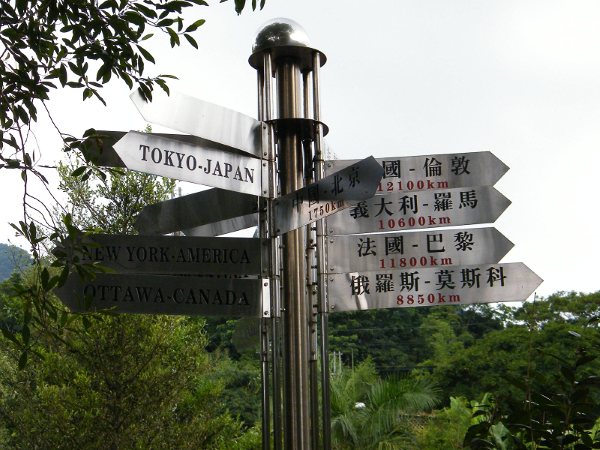 TOKYO-JAPAN
NEW YORK-AMERICA
OTTAWA-CANADA
中國-北京
1750km
國-倫敦
12100km
義大利-羅馬
10600km
法國-巴黎
11800km
俄羅斯-莫斯科
8850km